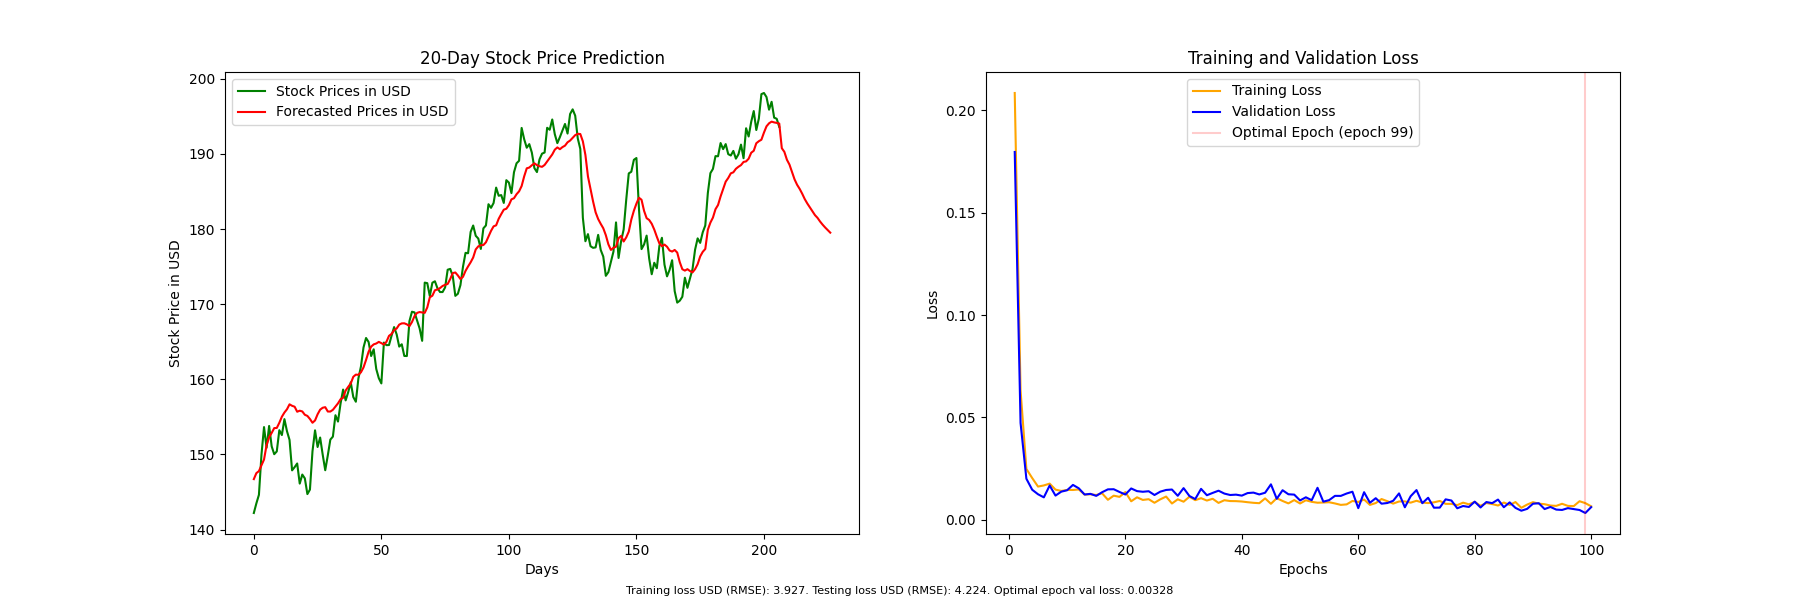 20-Day Stock Price Prediction
Stock Prices in USD
Forecasted Prices in USD
200
190
180
170
160
150
140
Stock Price in USD
0 50 100 150 200
Days
Training and Validation Loss
Training Loss
Validation Loss
Optimal Epoch (epoch 99)
0.20
0.15
0.10
0.05
0.00
Loss
0 20 40 60 80 100
Epochs
Training loss USD (RMSE): 3.927. Testing loss USD (RMSE): 4.224. Optimal epoch val loss: 0.00328